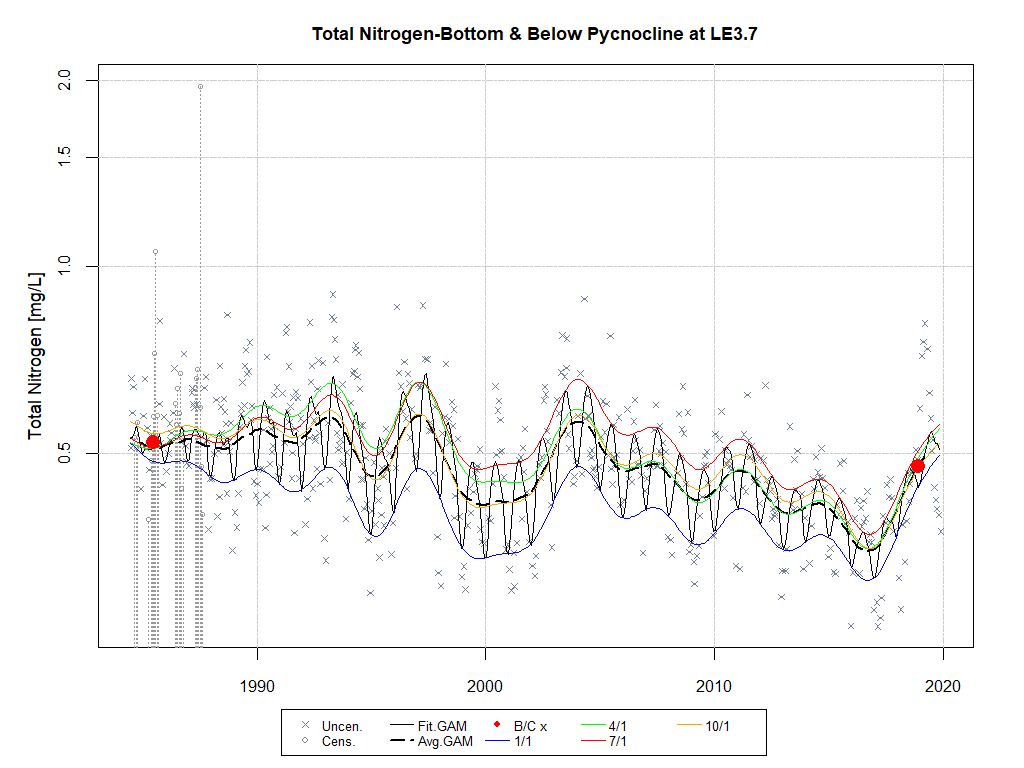 Total Nitrogen-Bottom & Below Pycnocline at LE3.7
2.0
1.5
1.0
0.5
Total Nitrogen [mg/L]
1990 2000 2010 2020
Uncen. Fit.GAM B/C x 4/1 10/1
Cens. Avg.GAM 1/1 7/1